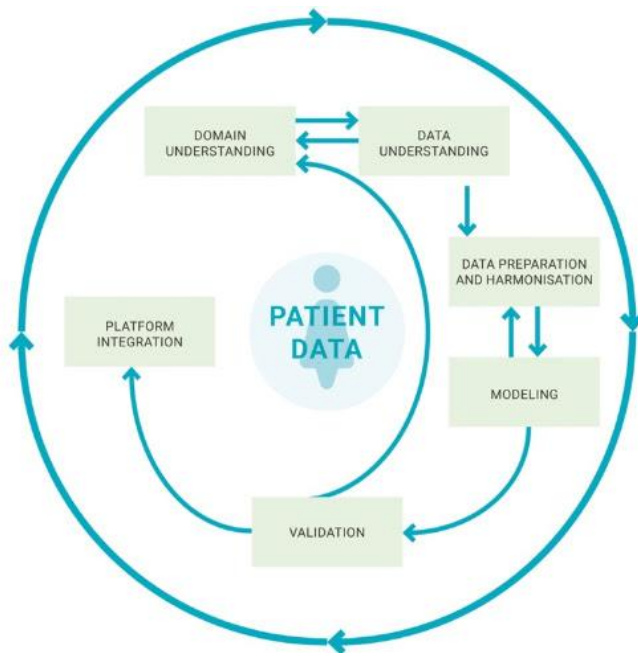 DOMAIN
UNDERSTANDING
DATA
UNDERSTANDING
DATA PREPARATION
AND HARMONISATION
PATIENT
DATA
PLATFORM
INTEGRATION
MODELING
VALIDATION